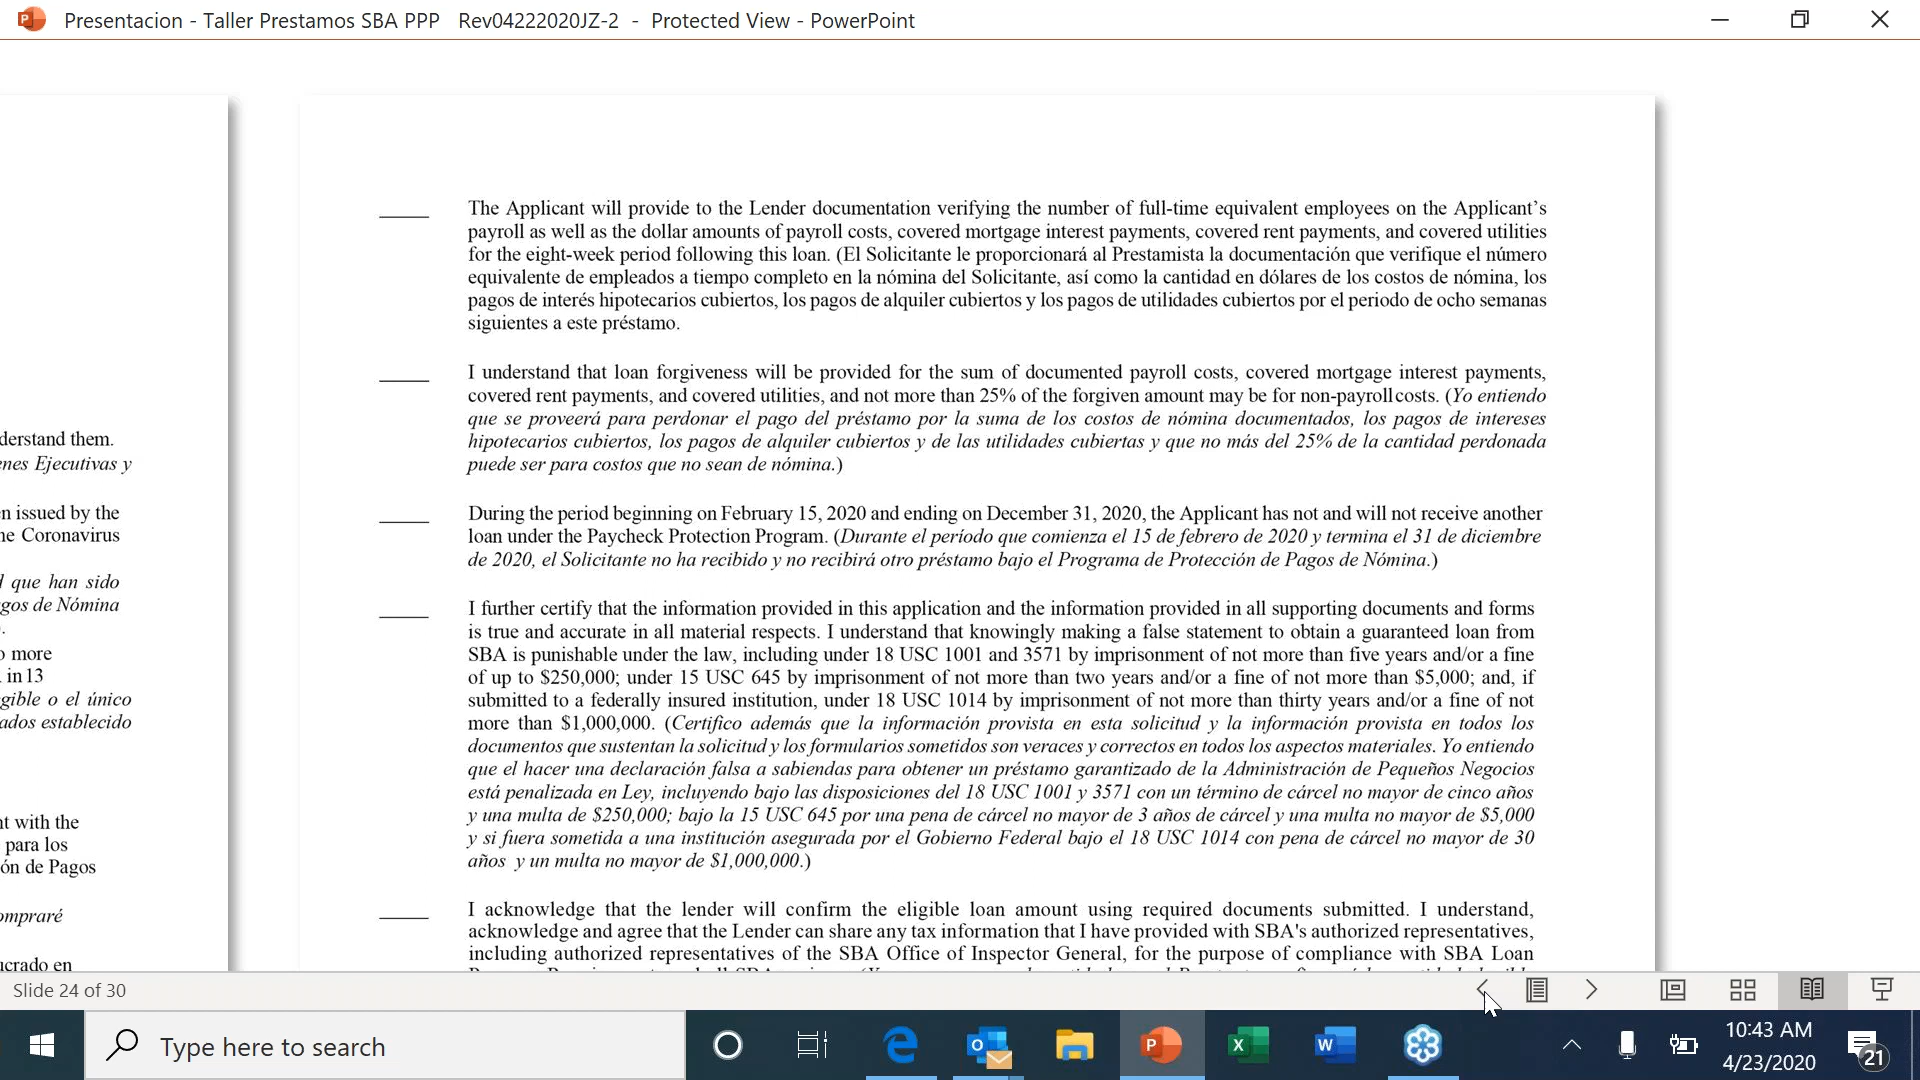 Presentacion - Taller Prestamos SBA PPP Rev04222020JZ-2 - Protected View - PowerPoint
derstand them.
enes Ejecutivas y
n issued by the
he Coronavirus
que han sido
gos de Nómina
o more
in 13
gible o el único
ados establecido
nt with the
para los
ón de Pagos
ompraré
ucrado en
The Applicant will provide to the Lender documentation verifying the number of full-time equivalent employees on the Applicant's
payroll as well as the dollar amounts of payroll costs, covered mortgage interest payments, covered rent payments, and covered utilities
for the eight-week period following this loan. (El Solicitante le proporcionará al Prestamista la documentación que verifique el número
equivalente de empleados a tiempo completo en la nómina del Solicitante, así como la cantidad en dólares de los costos de nómina, los
pagos de interés hipotecarios cubiertos, los pagos de alquiler cubiertos y los pagos de utilidades cubiertos por el periodo de ocho semanas
siguientes a este préstamo.
I understand that loan forgiveness will be provided for the sum of documented payroll costs, covered mortgage interest payments,
covered rent payments, and covered utilities, and not more than 25% of the forgiven amount may be for non-payroll costs. (Yo entiendo
que se proveerá para perdonar el pago del préstamo por la suma de los costos de nómina documentados, los pagos de intereses
hipotecarios cubiertos, los pagos de alquiler cubiertos y de las utilidades cubiertas y que no más del 25% de la cantidad perdonada
puede ser para costos que no sean de nómina.)
During the period beginning on February 15, 2020 and ending on December 31, 2020, the Applicant has not and will not receive another
loan under the Paycheck Protection Program. (Durante el período que comienza el 15 de febrero de 2020 y termina el 31 de diciembre
de 2020, el Solicitante no ha recibido y no recibirá otro préstamo bajo el Programa de Protección de Pagos de Nómina.)
I further certify that the information provided in this application and the information provided in all supporting documents and forms
is true and accurate in all material respects. I understand that knowingly making a false statement to obtain a guaranteed loan from
SBA is punishable under the law, including under 18 USC 1001 and 3571 by imprisonment of not more than five years and/or a fine
of up to $250,000; under 15 USC 645 by imprisonment of not more than two years and/or a fine of not more than $5,000; and, if
submitted to a federally insured institution, under 18 USC 1014 by imprisonment of not more than thirty years and/or a fine of not
more than $1,000,000. (Certifico además que la información provista en esta solicitud y la información provista en todos los
documentos que sustentan la solicitud y los formularios sometidos son veraces y correctos en todos los aspectos materiales. Yo entiendo
que el hacer una declaración falsa a sabiendas para obtener un préstamo garantizado de la Administración de Pequeños Negocios
está penalizada en Ley, incluyendo bajo las disposiciones del 18 USC 1001 y 3571 con un término de cárcel no mayor de cinco años
y una multa de $250,000; bajo la 15 USC 645 por una pena de cárcel no mayor de 3 años de cárcel y una multa no mayor de $5,000
y si fuera sometida a una institución asegurada por el Gobierno Federal bajo el 18 USC 1014 con pena de cárcel no mayor de 30
años y un multa no mayor de $1,000,000.)
I acknowledge that the lender will confirm the eligible loan amount using required documents submitted. I understand,
acknowledge and agree that the Lender can share any tax information that I have provided with SBA's authorized representatives,
including authorized representatives of the SBA Office of Inspector General, for the purpose of compliance with SBA Loan
Slide 24 of 30
Type here to search
10:43 AM
4/23/2020
21